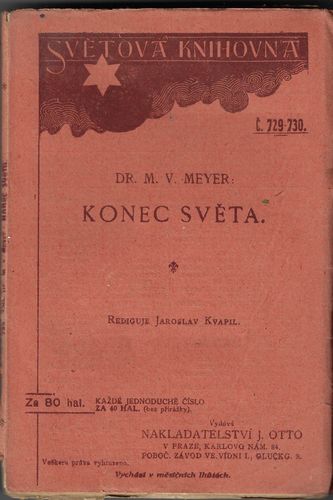 SVĚTOVÁ KNIHOVNA
Č. 729-730.
DR. M. V. MEYER:
KONEC SVĚTA.
REDIGUJE JAROSLAV KVAPIL.
Za 80 hal.
KAŽDÉ JEDNODUCHÉ ČÍSLO
ZA 40 HAL. (bez přirážky).
Vydává
NAKLADATELSTVÍ J. OTTO
V PRAZE, KARLOVO NÁM. 34.
POBOČ. ZÁVOD VE VÍDNI I., GLUCKG. 3.
Veškera práva vyhrazena.
Vychází v měsíčních lhůtách.